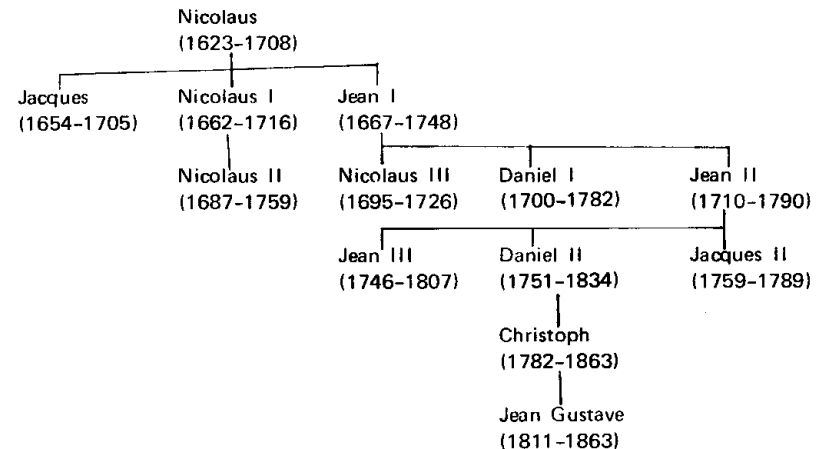 Nicolaus
(1623-1708)
Jacques Nicolaus I Jean I
(1654-1705) (1662-1716) (1667-1748)
Nicolaus II Nicolaus III Daniel I Jean II
(1687-1759) (1695-1726) (1700-1782) (1710-1790)
Jean III Daniel II Jacques II
(1746-1807) (1751-1834) (1759-1789)
Christoph
(1782-1863)
Jean Gustave
(1811-1863)